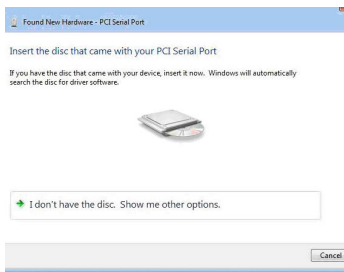 Found New Hardware - PCI Serial Port
Insert the disc that came with your PCI Serial Port
If you have the disc that came with your device, insert it now. Windows will automatically
search the disc for driver software.
I don't have the disc. Show me other options.
Cancel